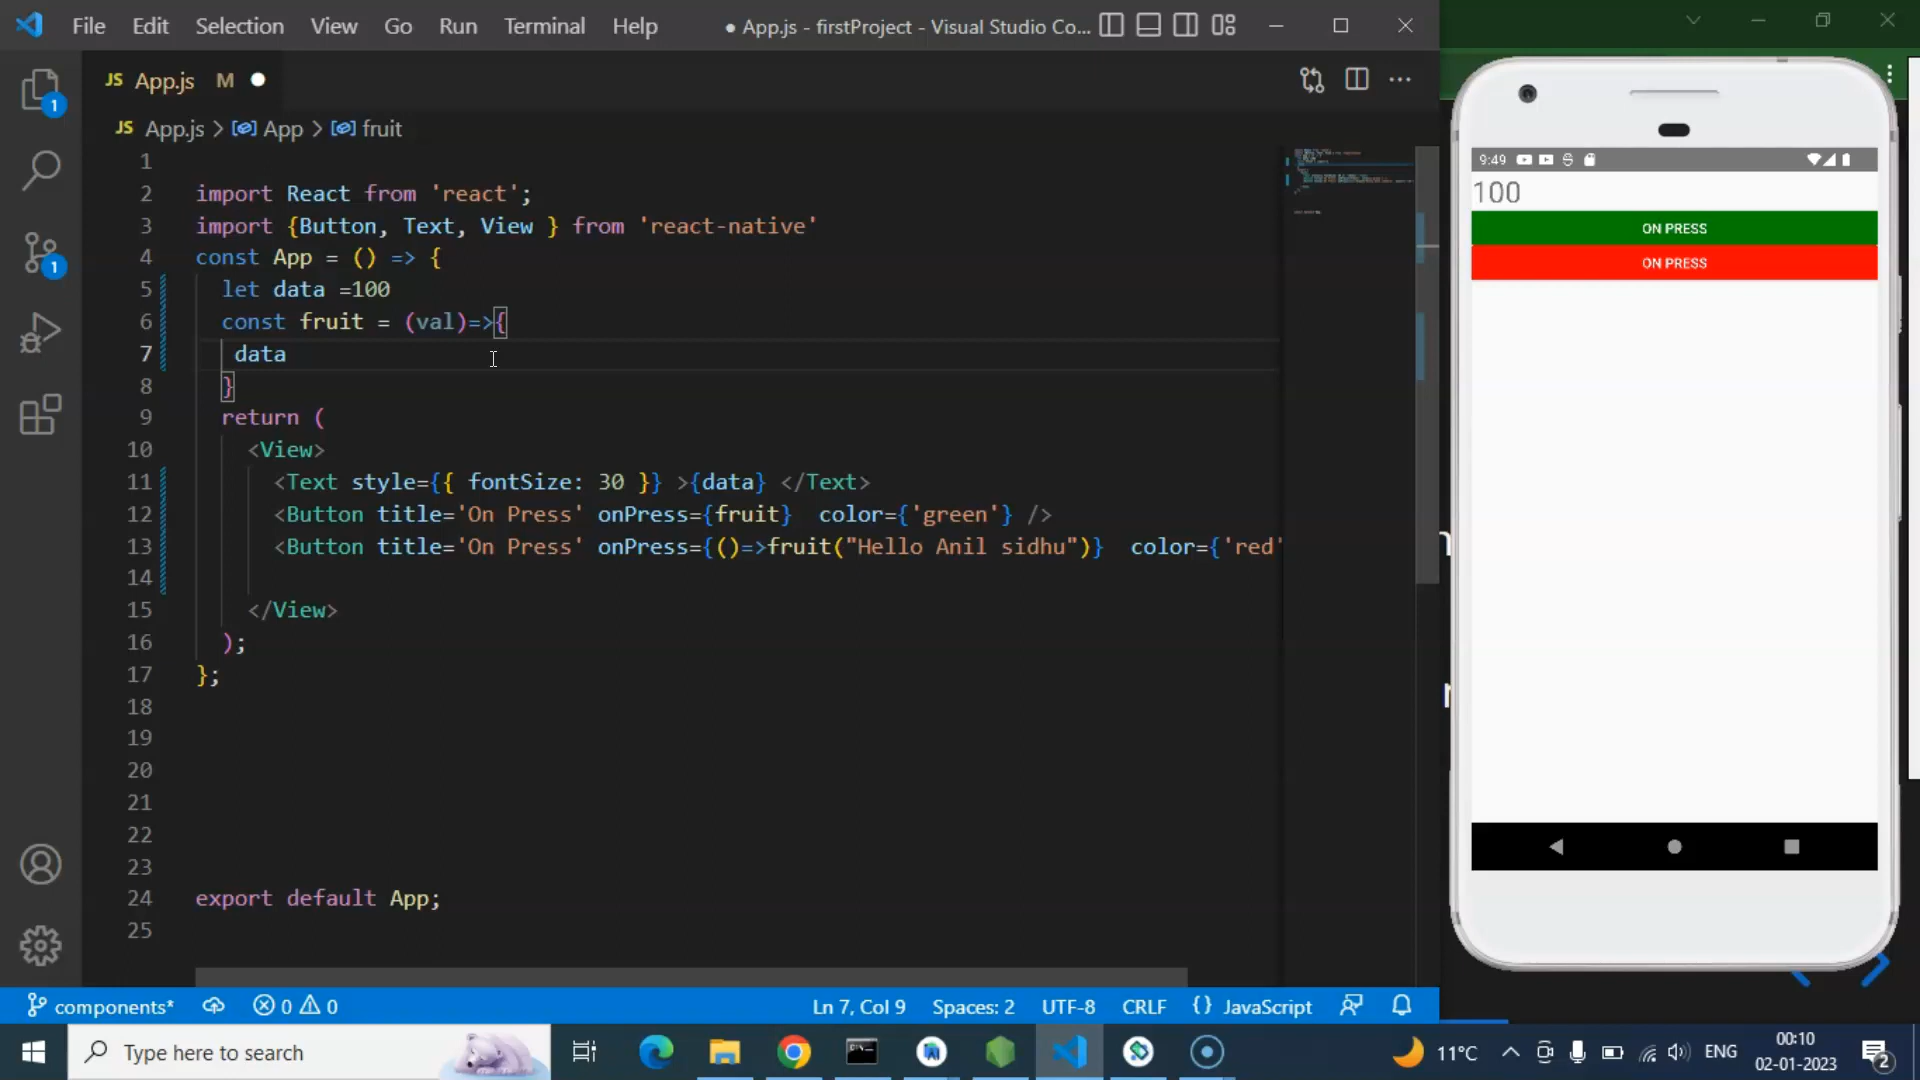 File Edit Selection View Go Run Terminal Help ● App.js - firstProject - Visual Studio Co...
JS App.js M
JS App.js > App > fruit
1
2 import React from 'react';
3 import {Button, Text, View } from 'react-native'
4 const App = () => {
5 let data =100
6 const fruit = (val)=>{
7 data
8 }
9 return (
10 <View>
11 <Text style={{ fontSize: 30 }} >{data} </Text>
12 <Button title='On Press' onPress={fruit} color={'green'} />
13 <Button title='On Press' onPress={()=>fruit("Hello Anil sidhu")} color={'red'
14
15 </View>
16 );
17 };
18
19
20
21
22
23
24 export default App;
25
1
1
9:49
100
ON PRESS
ON PRESS
components* 0 0 Ln 7, Col 9 Spaces: 2 UTF-8 CRLF {} JavaScript
Type here to search
11°C ENG
00:10
02-01-2023
2